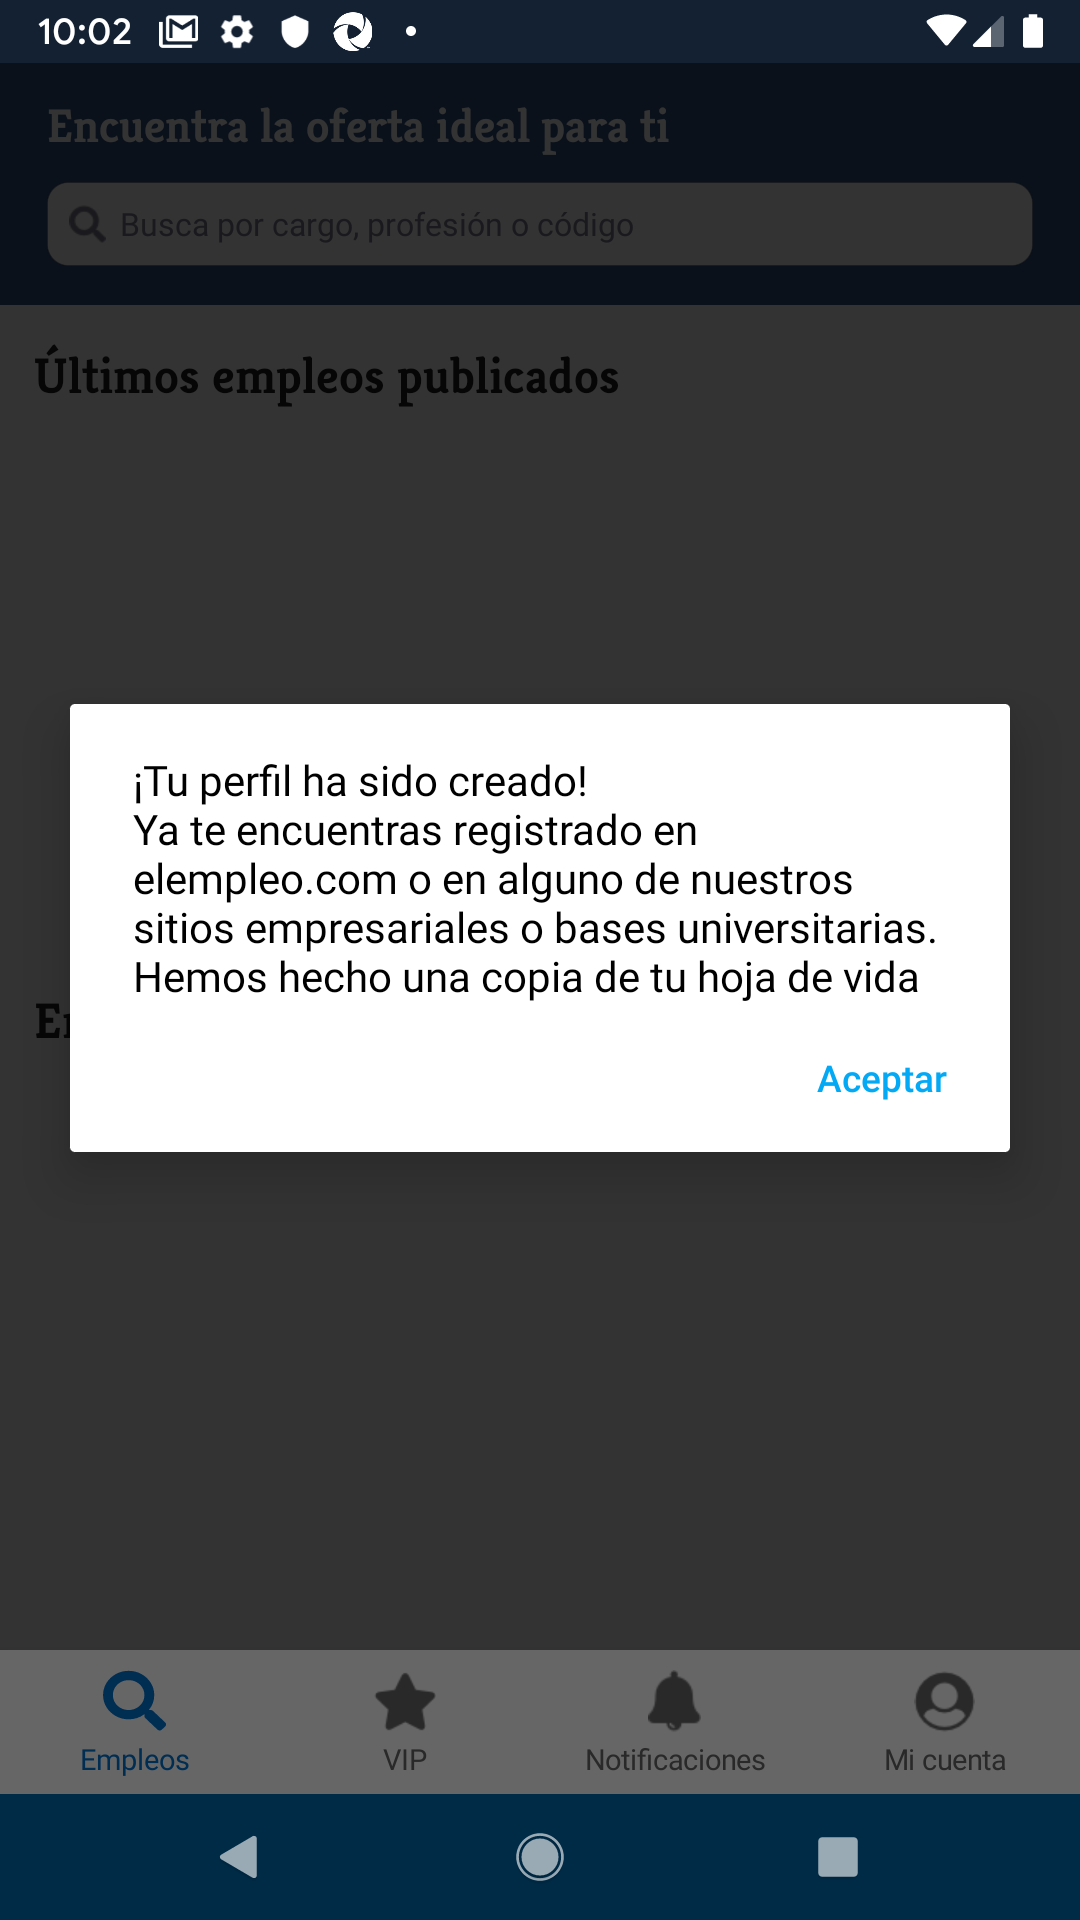 10:02
Encuentra la oferta ideal para ti
Busca por cargo, profesión o código
Últimos empleos publicados
¡Tu perfil ha sido creado!
Ya te encuentras registrado en
elempleo.com o en alguno de nuestros
sitios empresariales o bases universitarias.
Hemos hecho una copia de tu hoja de vida
Aceptar
Empleos
VIP
Notificaciones
Mi cuenta